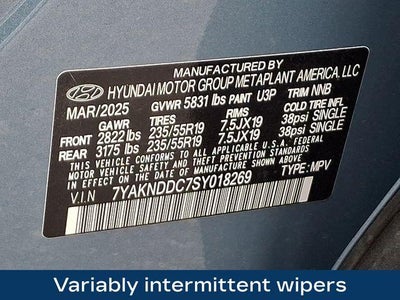 MANUFACTURED BY
HYUNDAI MOTOR GROUP METAPLANT AMERICA, LLC
MAR/2025 GVWR 5831 lbs PAINT U3P TRIM NNB
GAWR TIRES RIMS COLD TIRE INFL
FRONT 2822 lbs 235/55R19 7.5JX19 38psi SINGLE
REAR 3175 lbs 235/55R19 7.5JX19 38psi SINGLE
THIS VEHICLE CONFORMS TO ALL APPLICABLE U.S.A. FEDERAL
MOTOR VEHICLE SAFETY, BUMPER, AND THEFT PREVENTION
STANDARDS IN EFFECT ON THE DATE OF MANUFACTURE SHOWN ABOVE.
V.I.N 7YAKNDDC7SY018269 TYPE: MPV
Variably intermittent wipers